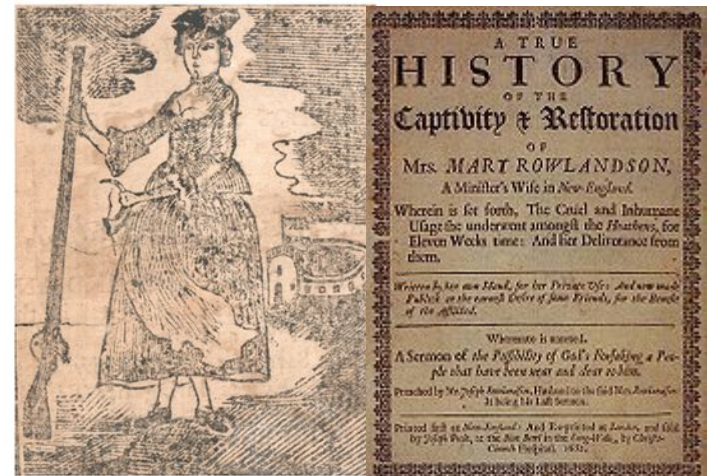 A TRUE
HISTORY
OF THE
Captivity & Restoration
OF
Mrs. MARY ROWLANDSON,
A Minister's Wife in New-England.
Wherein is set forth, The Cruel and Inhumane
Usage she underwent amongst the Heathens, for
Eleven Weeks time: And her Deliverance from
them.
Written by her own Hand, for her Private Use: And now made
Publick at the earnest Desire of some Friends, for the Benefit
of the Afflicted.
Whereunto is annexed,
A Sermon of the Possibility of God's Forsaking a Peo-
ple that have been near and dear to him.
Preached by Mr. Joseph Rowlandson, Husband to the said Mrs. Rowlandson:
It being his Last Sermon.
Printed first at New-England: And Re-printed at London, and sold
by Joseph Poole, at the Blue Bowl in the Long-Walk, by Christs-
Church Hospital. 1682.